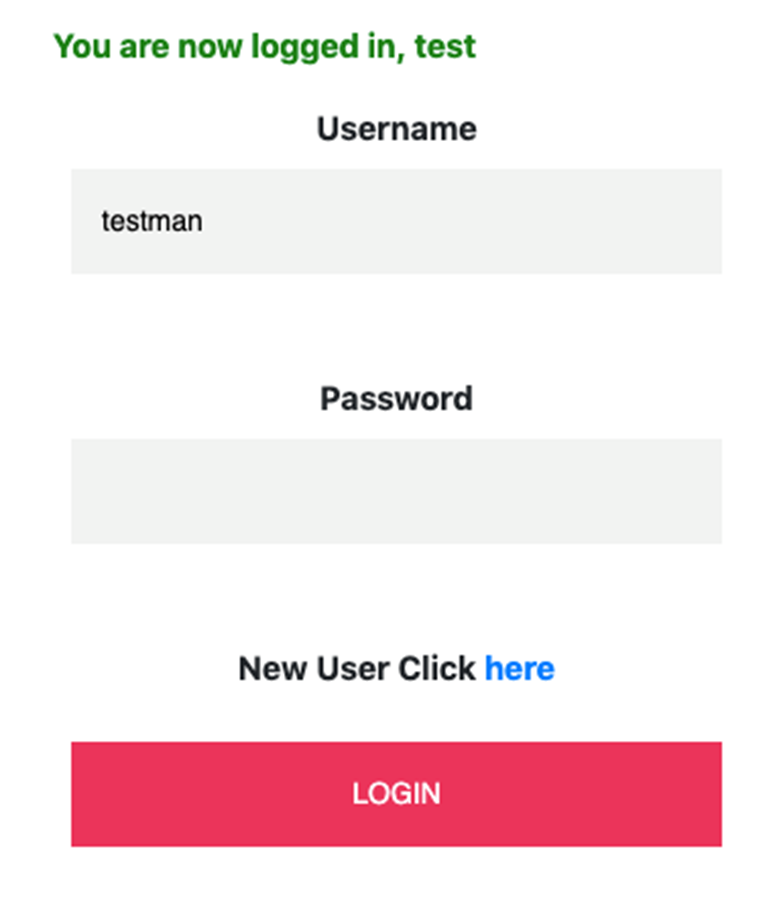 You are now logged in, test
Username
testman
Password
New User Click here
LOGIN